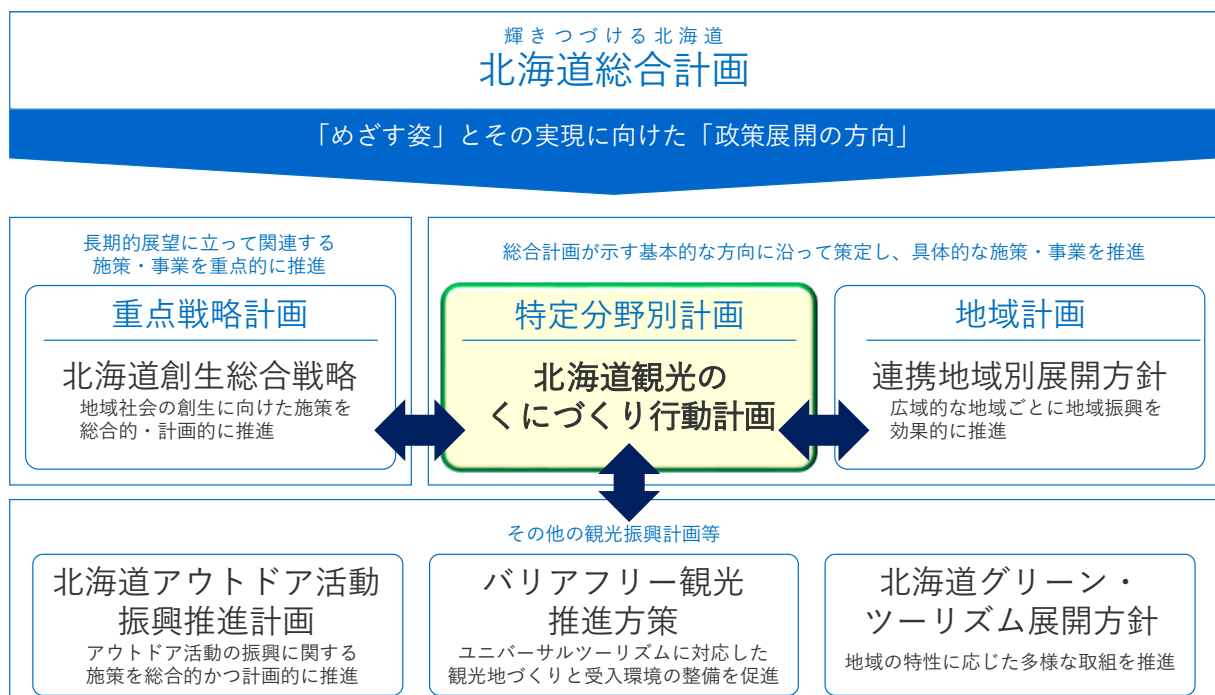 輝きつづける北海道
北海道総合計画
「めざす姿」とその実現に向けた「政策展開の方向」
長期的展望に立って関連する
施策・事業を重点的に推進
重点戦略計画
北海道創生総合戦略
地域社会の創生に向けた施策を
総合的・計画的に推進
総合計画が示す基本的な方向に沿って策定し、具体的な施策・事業を推進
特定分野別計画
北海道観光の
くにづくり行動計画
地域計画
連携地域別展開方針
広域的な地域ごとに地域振興を
効果的に推進
その他の観光振興計画等
北海道アウトドア活動
振興推進計画
アウトドア活動の振興に関する
施策を総合的かつ計画的に推進
バリアフリー観光
推進方策
ユニバーサルツーリズムに対応した
観光地づくりと受入環境の整備を促進
北海道グリーン・
ツーリズム展開方針
地域の特性に応じた多様な取組を推進